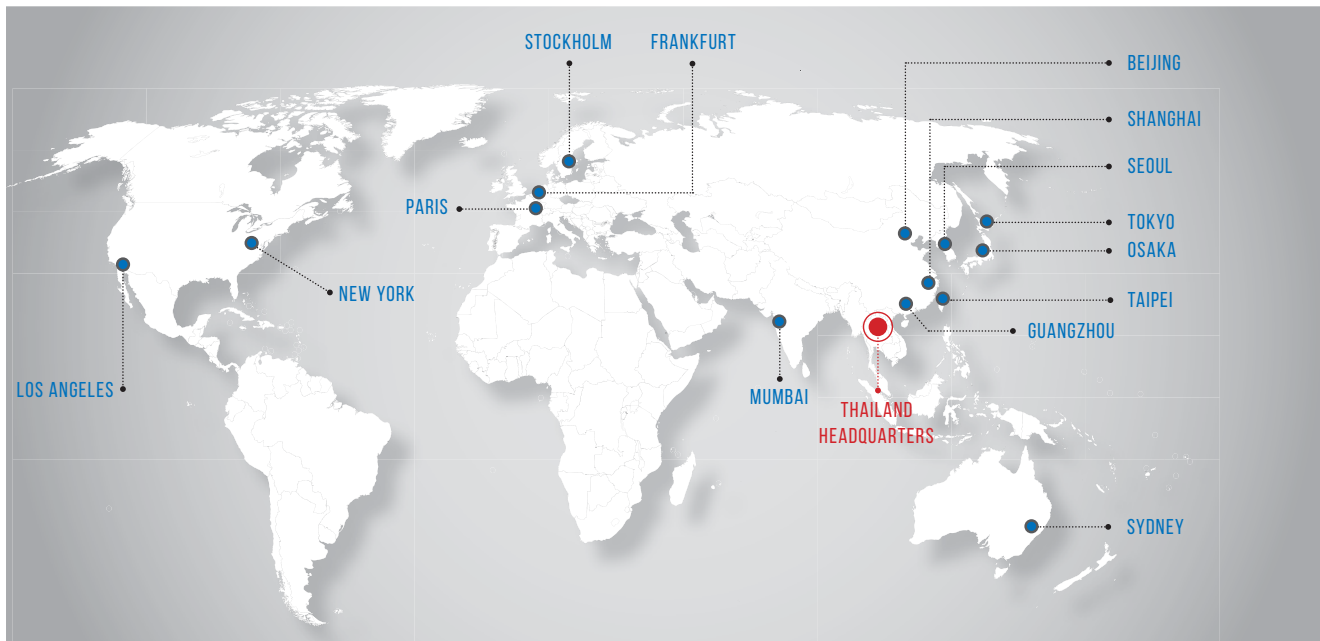 STOCKHOLM
FRANKFURT
BEIJING
SHANGHAI
SEOUL
PARIS
TOKYO
OSAKA
NEW YORK
TAIPEI
GUANGZHOU
LOS ANGELES
MUMBAI
THAILAND
HEADQUARTERS
SYDNEY